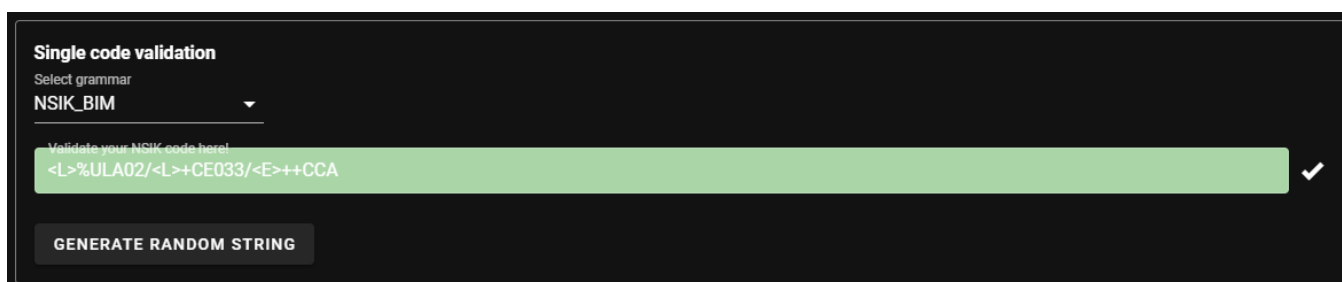 Single code validation
Select grammar
NSIK_BIM
Validate your NSIK code here!
<L>%ULA02/<L>+CE033/<E>++CCA
GENERATE RANDOM STRING